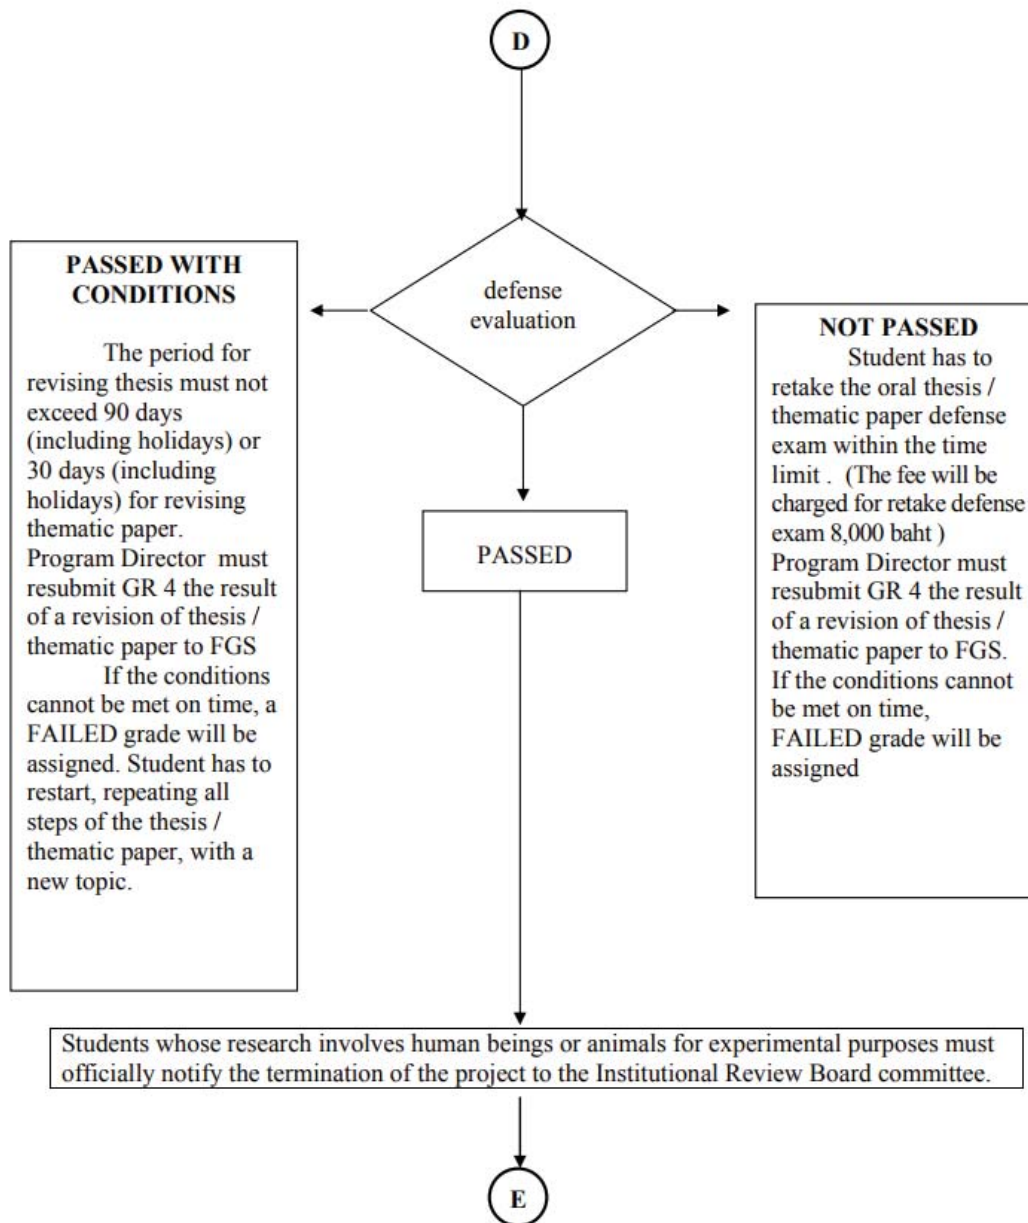 D
defense
evaluation
PASSED WITH
CONDITIONS
The period for
revising thesis must not
exceed 90 days
(including holidays) or
30 days (including
holidays) for revising
thematic paper.
Program Director must
resubmit GR 4 the result
of a revision of thesis /
thematic paper to FGS
If the conditions
cannot be met on time, a
FAILED grade will be
assigned. Student has to
restart, repeating all
steps of the thesis /
thematic paper, with a
new topic.
NOT PASSED
Student has to
retake the oral thesis /
thematic paper defense
exam within the time
limit . (The fee will be
charged for retake defense
exam 8,000 baht )
Program Director must
resubmit GR 4 the result
of a revision of thesis /
thematic paper to FGS.
If the conditions cannot
be met on time,
FAILED grade will be
assigned
PASSED
Students whose research involves human beings or animals for experimental purposes must
officially notify the termination of the project to the Institutional Review Board committee.
E